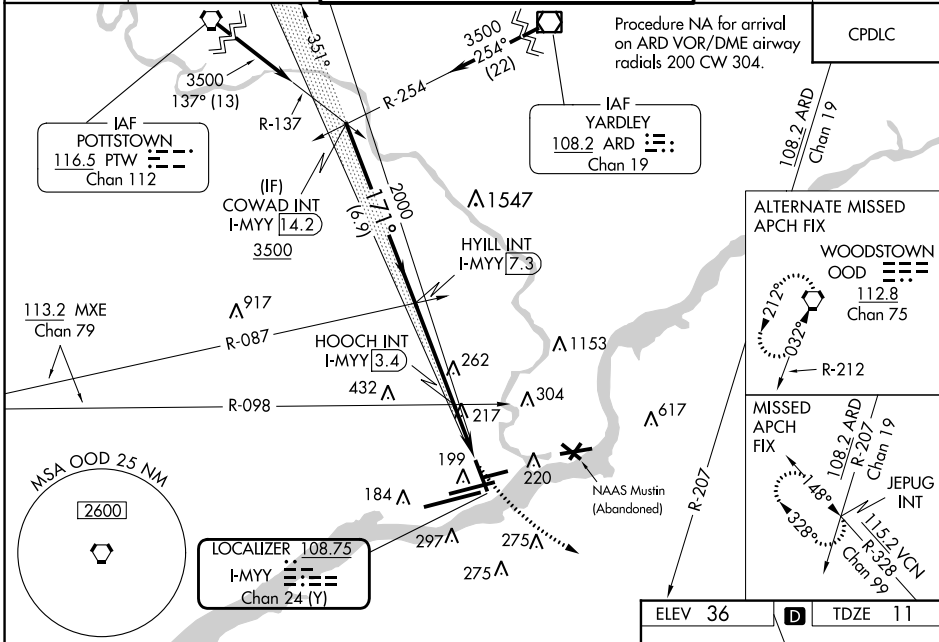 Procedure NA for arrival
on ARD VOR/DME airway
radials 200 CW 304.
CPDLC
3500
137° (13)
R-137
351°
3500
254°
(22)
R-254
IAF
POTTSTOWN
116.5 PTW
Chan 112
IAF
YARDLEY
108.2 ARD
Chan 19
108.2 ARD
Chan 19
(IF)
COWAD INT
I-MYY 14.2
3500
2000
171°
(6.9)
1547
HYILL INT
I-MYY 7.3
917
113.2 MXE
Chan 79
R-087
HOOCH INT
I-MYY 3.4
262
1153
432
304
R-098
217
617
199
220
NAAS Mustin
(Abandoned)
184
297
275
275
R-207
MSA OOD 25 NM
2600
LOCALIZER 108.75
I-MYY
Chan 24 (Y)
ALTERNATE MISSED
APCH FIX
WOODSTOWN
OOD
112.8
Chan 75
212°
032°
R-212
MISSED
APCH
FIX
108.2 ARD
R-207
Chan 19
JEPUG
INT
148°
328°
115.2 VCN
R-328
Chan 99
ELEV 36
D
TDZE 11